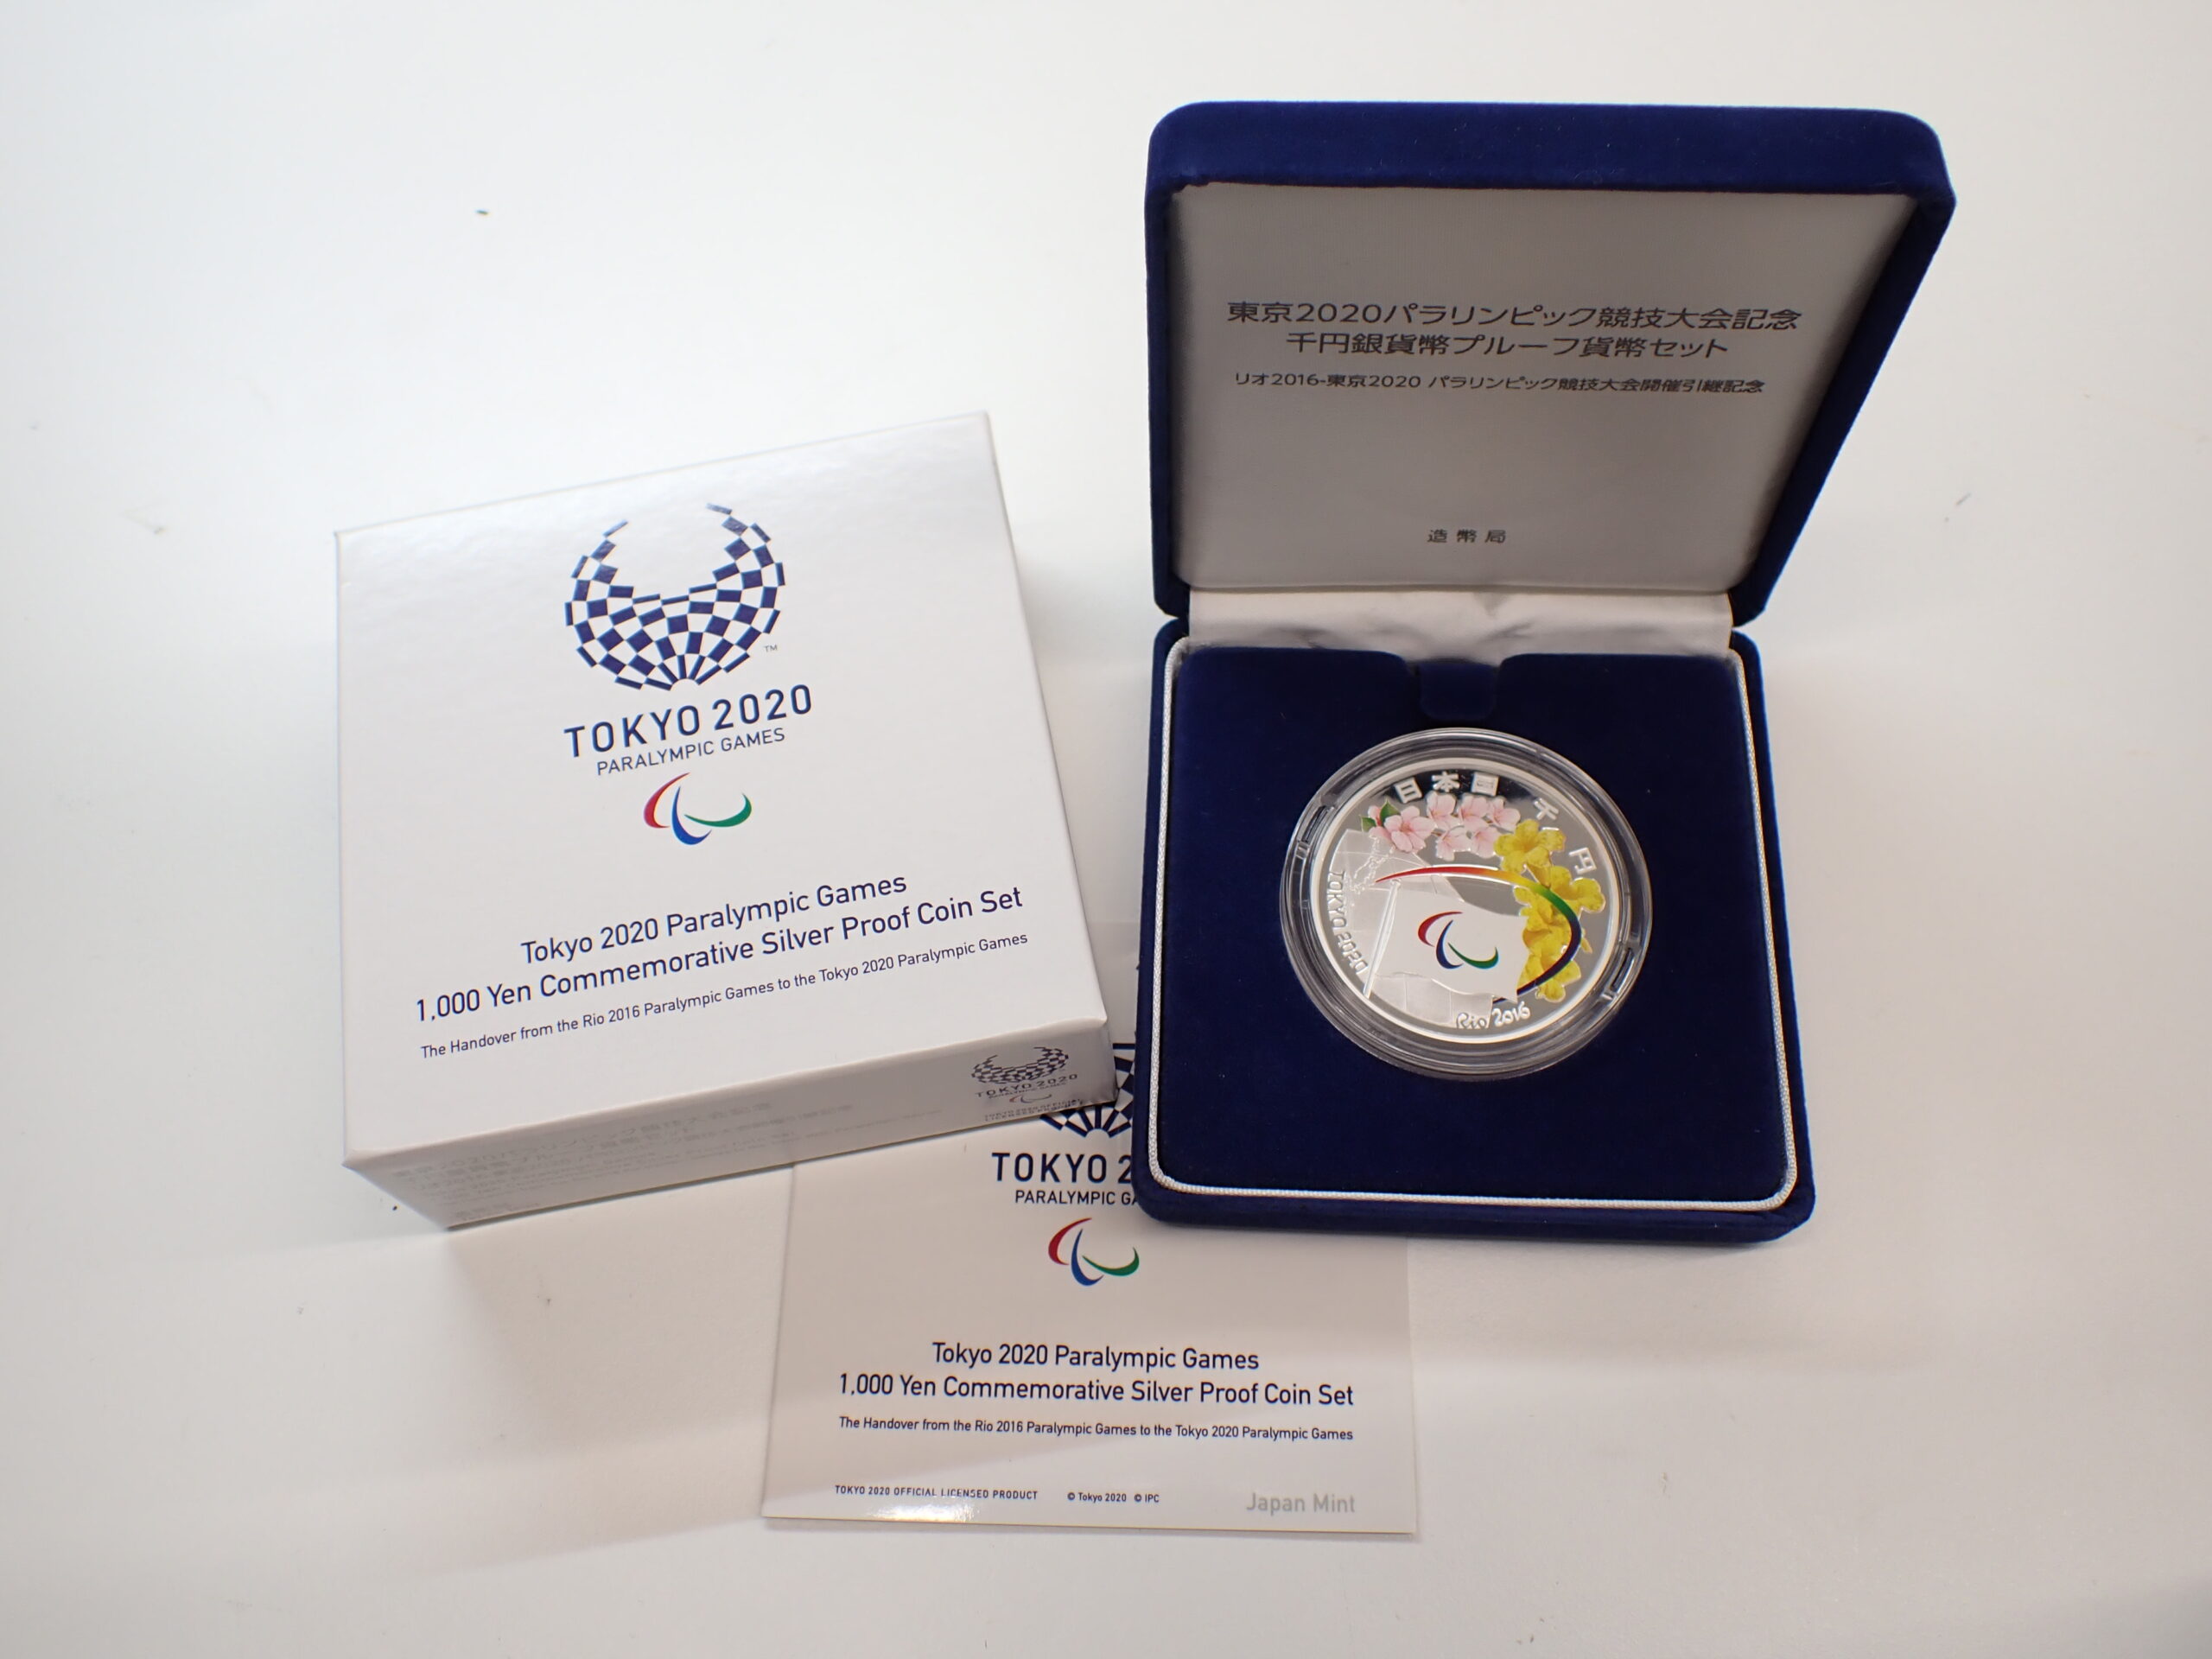 TM
TOKYO 2020
PARALYMPIC GAMES
Tokyo 2020 Paralympic Games
1,000 Yen Commemorative Silver Proof Coin Set
The Handover from the Rio 2016 Paralympic Games to the Tokyo 2020 Paralympic Games
TOKYO 2020
東京2020パラリンピック競技大会記念
千円銀貨幣プルーフ貨幣セット
リオ2016-東京2020 パラリンピック競技大会開催引継記念
造幣局
日本国 千円
TOKYO 2020
Rio 2016
TOKYO 2
PARALYMPIC GA
Tokyo 2020 Paralympic Games
1,000 Yen Commemorative Silver Proof Coin Set
The Handover from the Rio 2016 Paralympic Games to the Tokyo 2020 Paralympic Games
TOKYO 2020 OFFICIAL LICENSED PRODUCT © Tokyo 2020 © IPC
Japan Mint